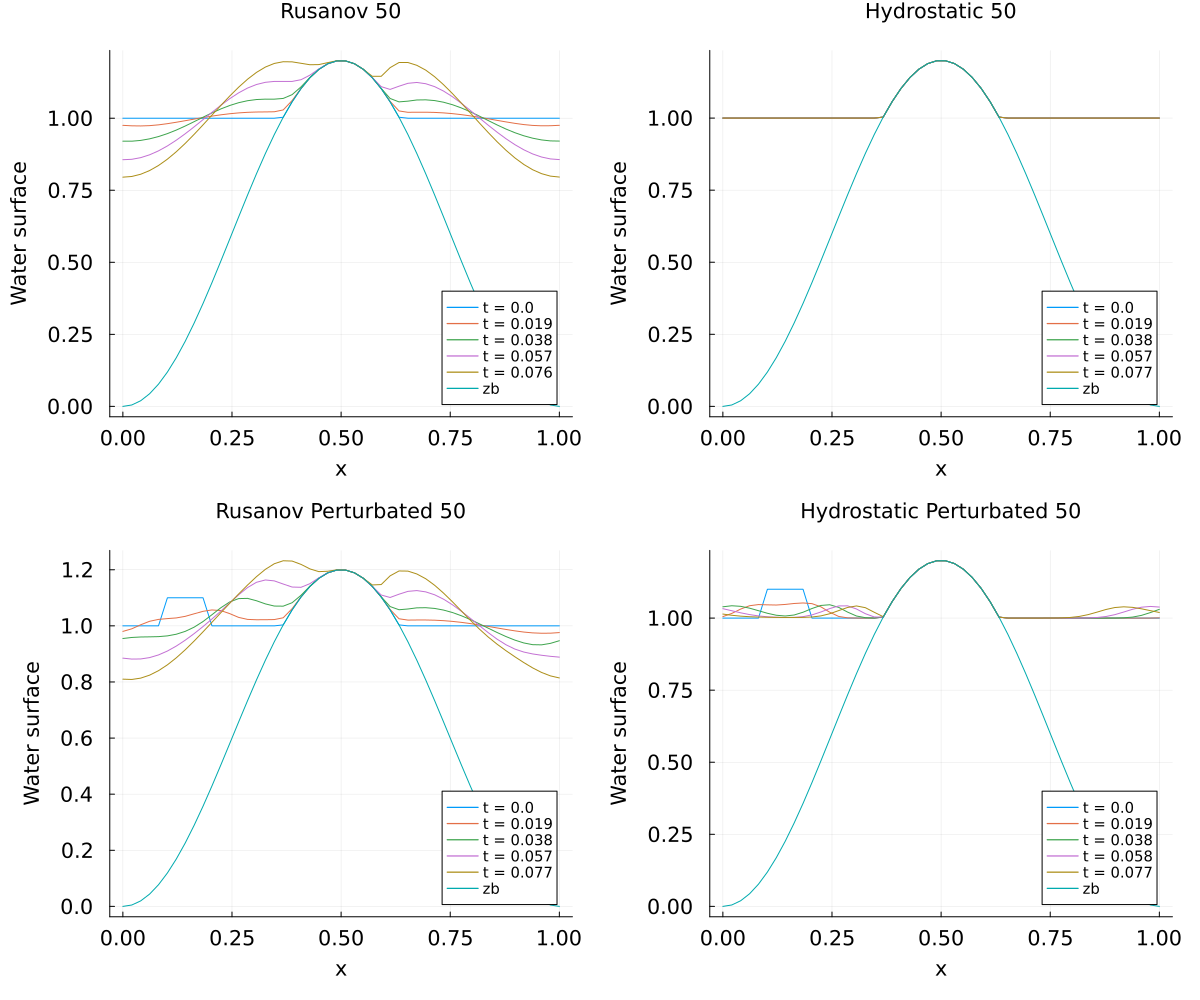 Rusanov 50
Water surface
1.00
0.75
0.50
0.25
0.00
0.00 0.25 0.50 0.75 1.00
x
t = 0.0
t = 0.019
t = 0.038
t = 0.057
t = 0.076
zb
Hydrostatic 50
Water surface
1.00
0.75
0.50
0.25
0.00
0.00 0.25 0.50 0.75 1.00
x
t = 0.0
t = 0.019
t = 0.038
t = 0.057
t = 0.077
zb
Rusanov Perturbated 50
Water surface
1.2
1.0
0.8
0.6
0.4
0.2
0.0
0.00 0.25 0.50 0.75 1.00
x
t = 0.0
t = 0.019
t = 0.038
t = 0.057
t = 0.077
zb
Hydrostatic Perturbated 50
Water surface
1.00
0.75
0.50
0.25
0.00
0.00 0.25 0.50 0.75 1.00
x
t = 0.0
t = 0.019
t = 0.038
t = 0.058
t = 0.077
zb